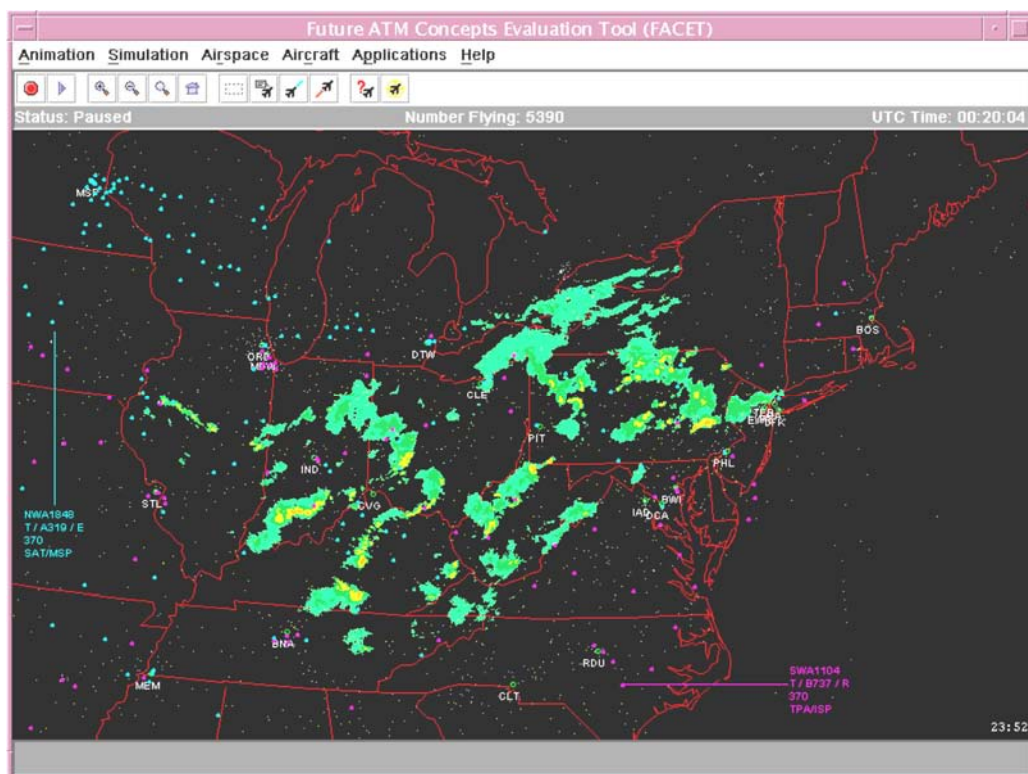 Future ATM Concepts Evaluation Tool (FACET)
Animation Simulation Airspace Aircraft Applications Help
Status: Paused Number Flying: 5390 UTC Time: 00:20:04
MSP
BOS
ORD
MDW
DTW
CLE
TEB
JFK
PIT
PHL
IND
CVG
STL
BWI
IAD
DCA
NWA1848
T / A319 / E
370
SAT/MSP
BNA
RDU
MEM
CLT
SWA1104
T / B737 / R
370
TPA/ISP
23:52